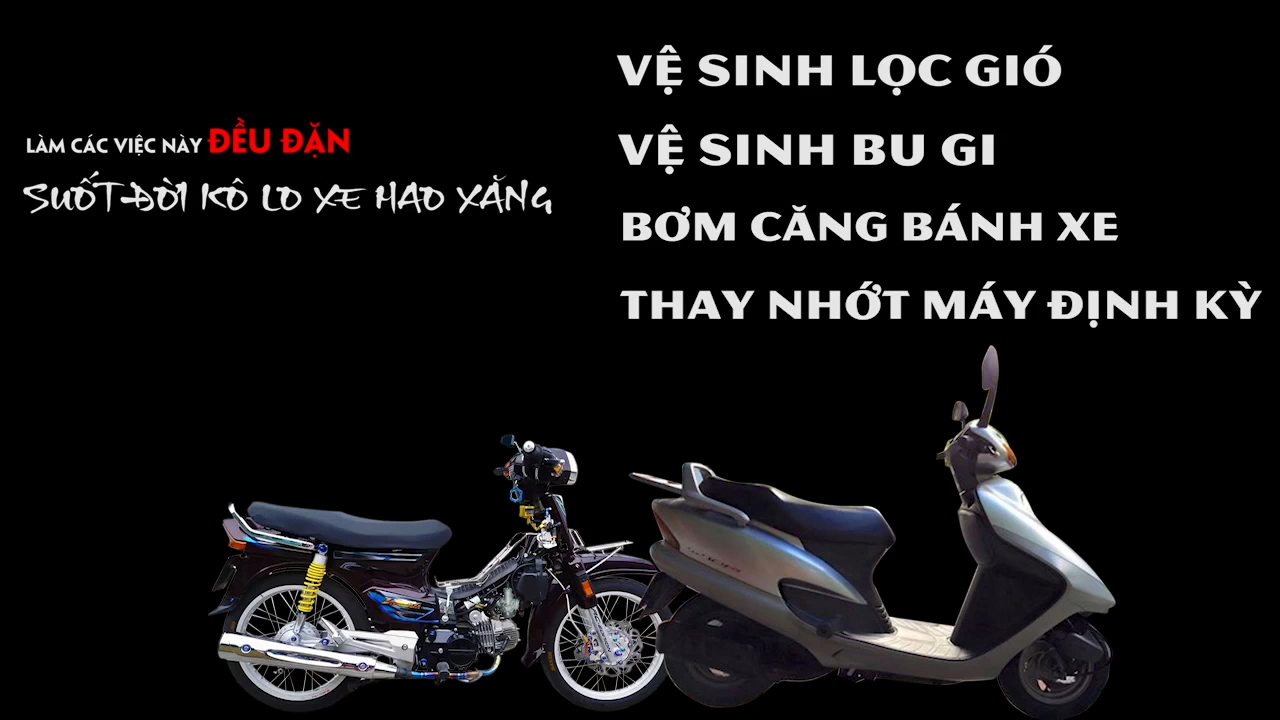 LÀM CÁC VIỆC NÀY ĐỀU ĐẶN
SUỐT ĐỜI KÔ LO XE HAO XĂNG
VỆ SINH LỌC GIÓ
VỆ SINH BU GI
BƠM CĂNG BÁNH XE
THAY NHỚT MÁY ĐỊNH KỲ